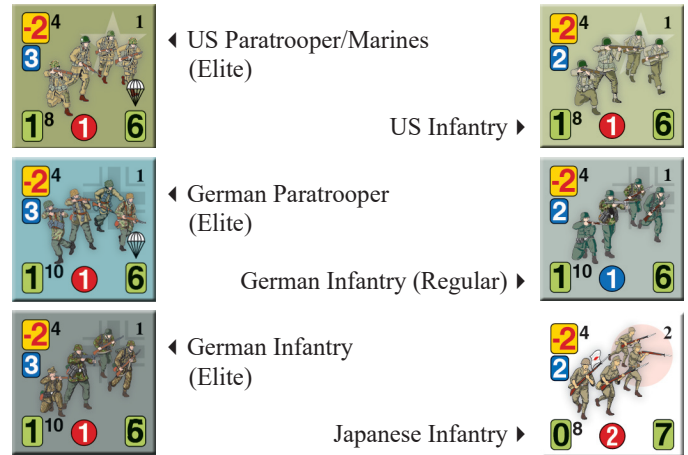 -2 4 1
3
1 8 1 6
◂ US Paratrooper/Marines
(Elite)
-2 4 1
2
1 8 1 6
US Infantry ▸
-2 4 1
3
1 10 1 6
◂ German Paratrooper
(Elite)
-2 4 1
2
1 10 1 6
German Infantry (Regular) ▸
-2 4 1
3
1 10 1 6
◂ German Infantry
(Elite)
-2 4 2
2
0 8 2 7
Japanese Infantry ▸